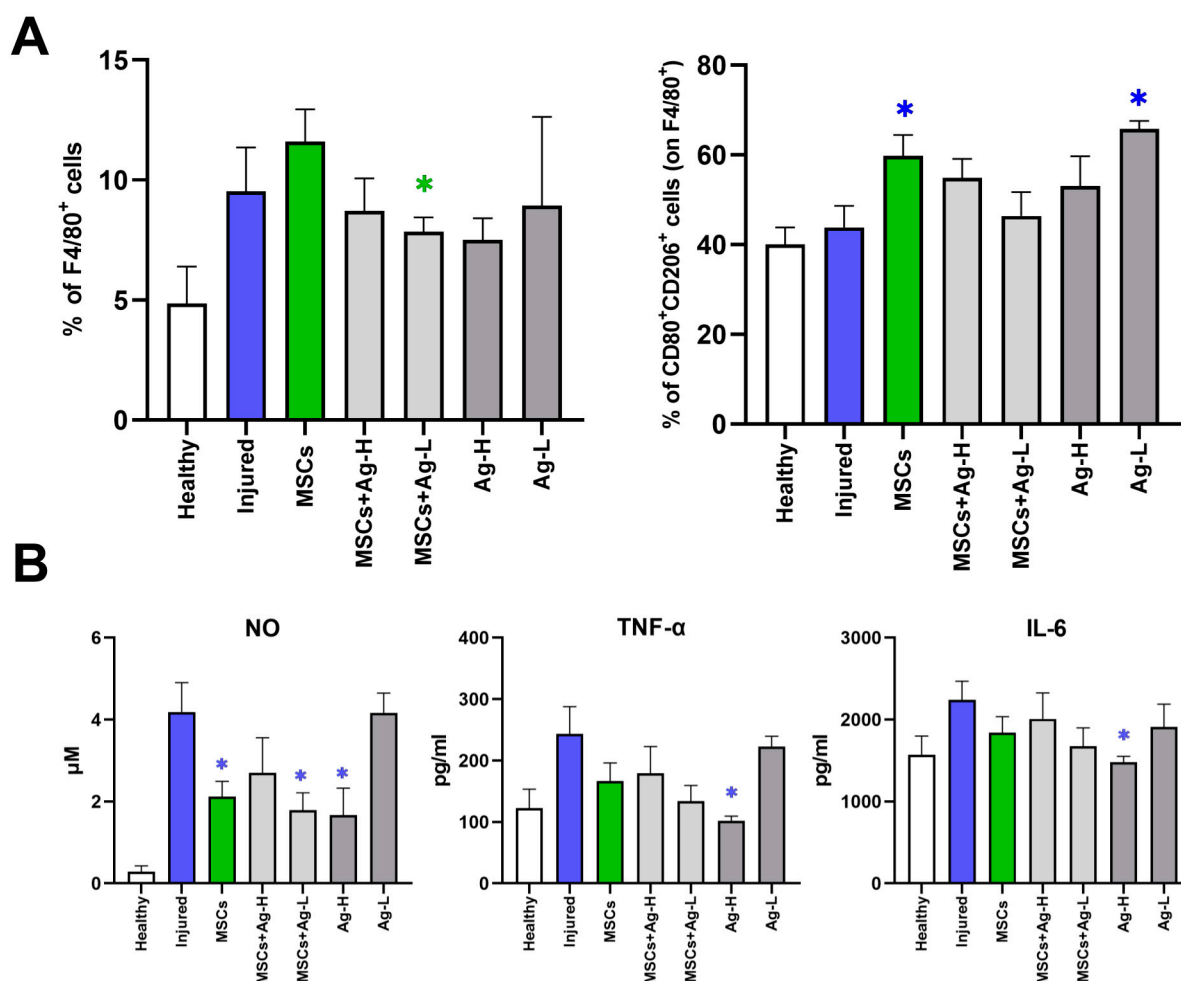 A
% of F4/80⁺ cells
15
10
5
0
*
Healthy
Injured
MSCs
MSCs+Ag-H
MSCs+Ag-L
Ag-H
Ag-L
% of CD80⁺CD206⁺ cells (on F4/80⁺)
80
60
40
20
0
*
*
Healthy
Injured
MSCs
MSCs+Ag-H
MSCs+Ag-L
Ag-H
Ag-L
B
NO
µM
6
4
2
0
*
*
*
Healthy
Injured
MSCs
MSCs+Ag-H
MSCs+Ag-L
Ag-H
Ag-L
TNF-α
pg/ml
400
300
200
100
0
*
Healthy
Injured
MSCs
MSCs+Ag-H
MSCs+Ag-L
Ag-H
Ag-L
IL-6
pg/ml
3000
2000
1000
0
*
Healthy
Injured
MSCs
MSCs+Ag-H
MSCs+Ag-L
Ag-H
Ag-L